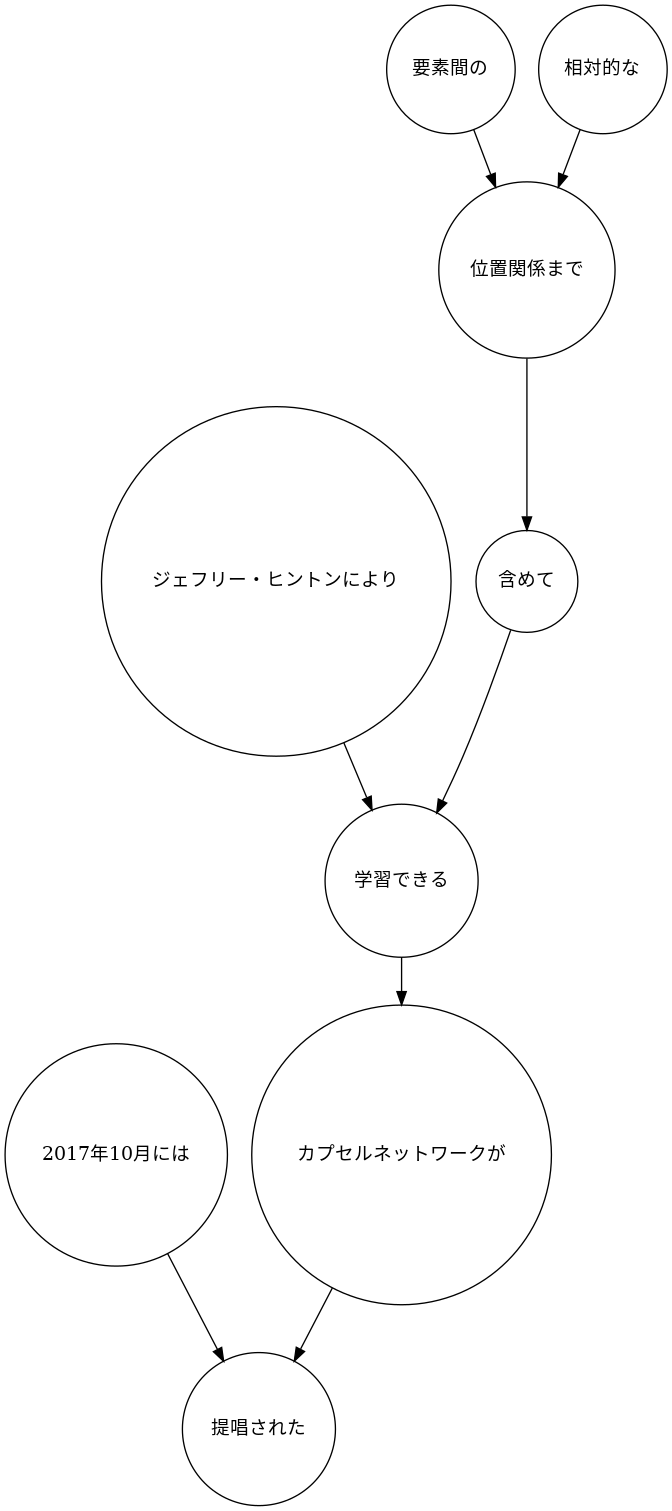 要素間の
相対的な
位置関係まで
ジェフリー・ヒントンにより
含めて
学習できる
2017年10月には
カプセルネットワークが
提唱された